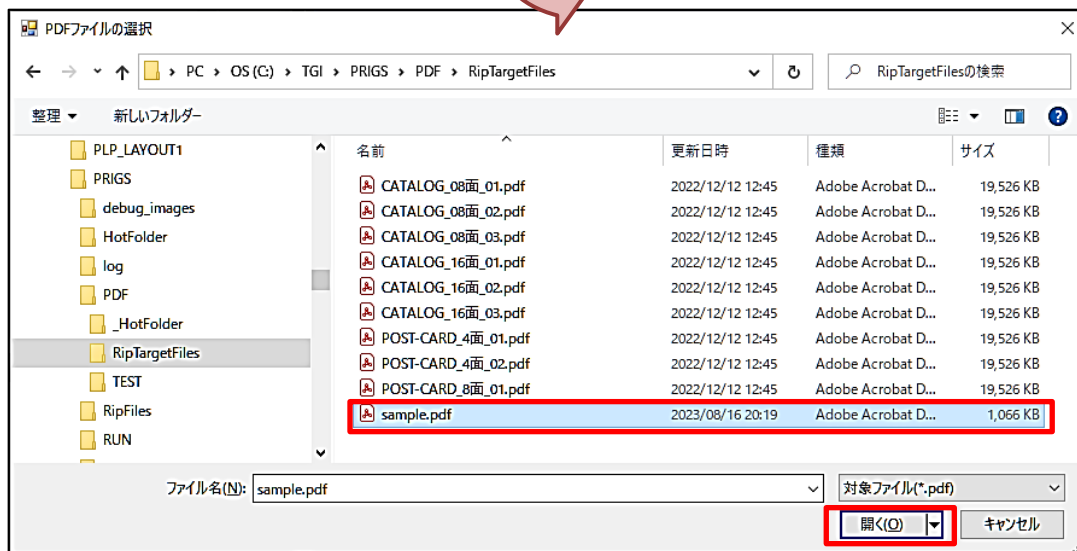 PDFファイルの選択
PC > OS (C:) > TGI > PRIGS > PDF > RipTargetFiles
RipTargetFilesの検索
整理 新しいフォルダー
PLP_LAYOUT1
PRIGS
debug_images
HotFolder
log
PDF
_HotFolder
RipTargetFiles
TEST
RipFiles
RUN
名前 更新日時 種類 サイズ
CATALOG_08面_01.pdf 2022/12/12 12:45 Adobe Acrobat D... 19,526 KB
CATALOG_08面_02.pdf 2022/12/12 12:45 Adobe Acrobat D... 19,526 KB
CATALOG_08面_03.pdf 2022/12/12 12:45 Adobe Acrobat D... 19,526 KB
CATALOG_16面_01.pdf 2022/12/12 12:45 Adobe Acrobat D... 19,526 KB
CATALOG_16面_02.pdf 2022/12/12 12:45 Adobe Acrobat D... 19,526 KB
CATALOG_16面_03.pdf 2022/12/12 12:45 Adobe Acrobat D... 19,526 KB
POST-CARD_4面_01.pdf 2022/12/12 12:45 Adobe Acrobat D... 19,526 KB
POST-CARD_4面_02.pdf 2022/12/12 12:45 Adobe Acrobat D... 19,526 KB
POST-CARD_8面_01.pdf 2022/12/12 12:45 Adobe Acrobat D... 19,526 KB
sample.pdf 2023/08/16 20:19 Adobe Acrobat D... 1,066 KB
ファイル名(N): sample.pdf 対象ファイル(*.pdf)
開く(O) キャンセル